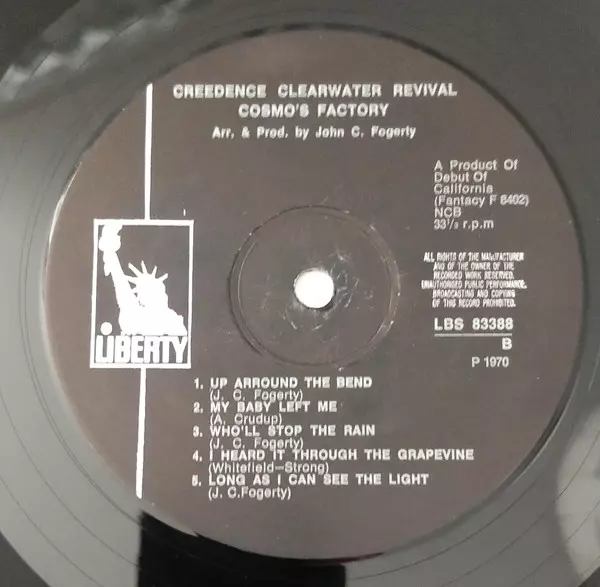 CREEDENCE CLEARWATER REVIVAL
COSMO'S FACTORY
Arr. & Prod. by John C. Fogerty
A Product Of
Debut Of
California
(Fantacy F 8402)
NCB
33⅓ r.p.m
ALL RIGHTS OF THE MANUFACTURER
AND OF THE OWNER OF THE
RECORDED WORK RESERVED.
UNAUTHORISED PUBLIC PERFORMANCE,
BROADCASTING AND COPYING
OF THIS RECORD PROHIBITED.
LBS 83388
B
P 1970
LIBERTY
1. UP ARROUND THE BEND
(J. C. Fogerty)
2. MY BABY LEFT ME
(A. Crudup)
3. WHO'LL STOP THE RAIN
(J. C. Fogerty)
4. I HEARD IT THROUGH THE GRAPEVINE
(Whitefield–Strong)
5. LONG AS I CAN SEE THE LIGHT
(J. C.Fogerty)